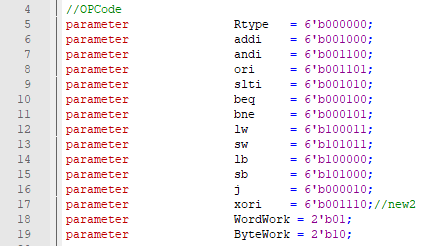 4 //OPCode
5 parameter Rtype = 6'b000000;
6 parameter addi = 6'b001000;
7 parameter andi = 6'b001100;
8 parameter ori = 6'b001101;
9 parameter slti = 6'b001010;
10 parameter beq = 6'b000100;
11 parameter bne = 6'b000101;
12 parameter lw = 6'b100011;
13 parameter sw = 6'b101011;
14 parameter lb = 6'b100000;
15 parameter sb = 6'b101000;
16 parameter j = 6'b000010;
17 parameter xori = 6'b001110;//new2
18 parameter WordWork = 2'b01;
19 parameter ByteWork = 2'b10;